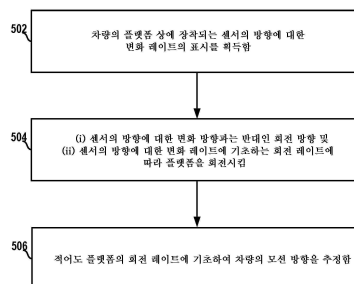 502
차량의 플랫폼 상에 장착되는 센서의 방향에 대한
변화 레이트의 표시를 획득함
504
(i) 센서의 방향에 대한 변화 방향과는 반대인 회전 방향 및
(ii) 센서의 방향에 대한 변화 레이트에 기초하는 회전 레이트에
따라 플랫폼을 회전시킴
506
적어도 플랫폼의 회전 레이트에 기초하여 차량의 모션 방향을 추정함